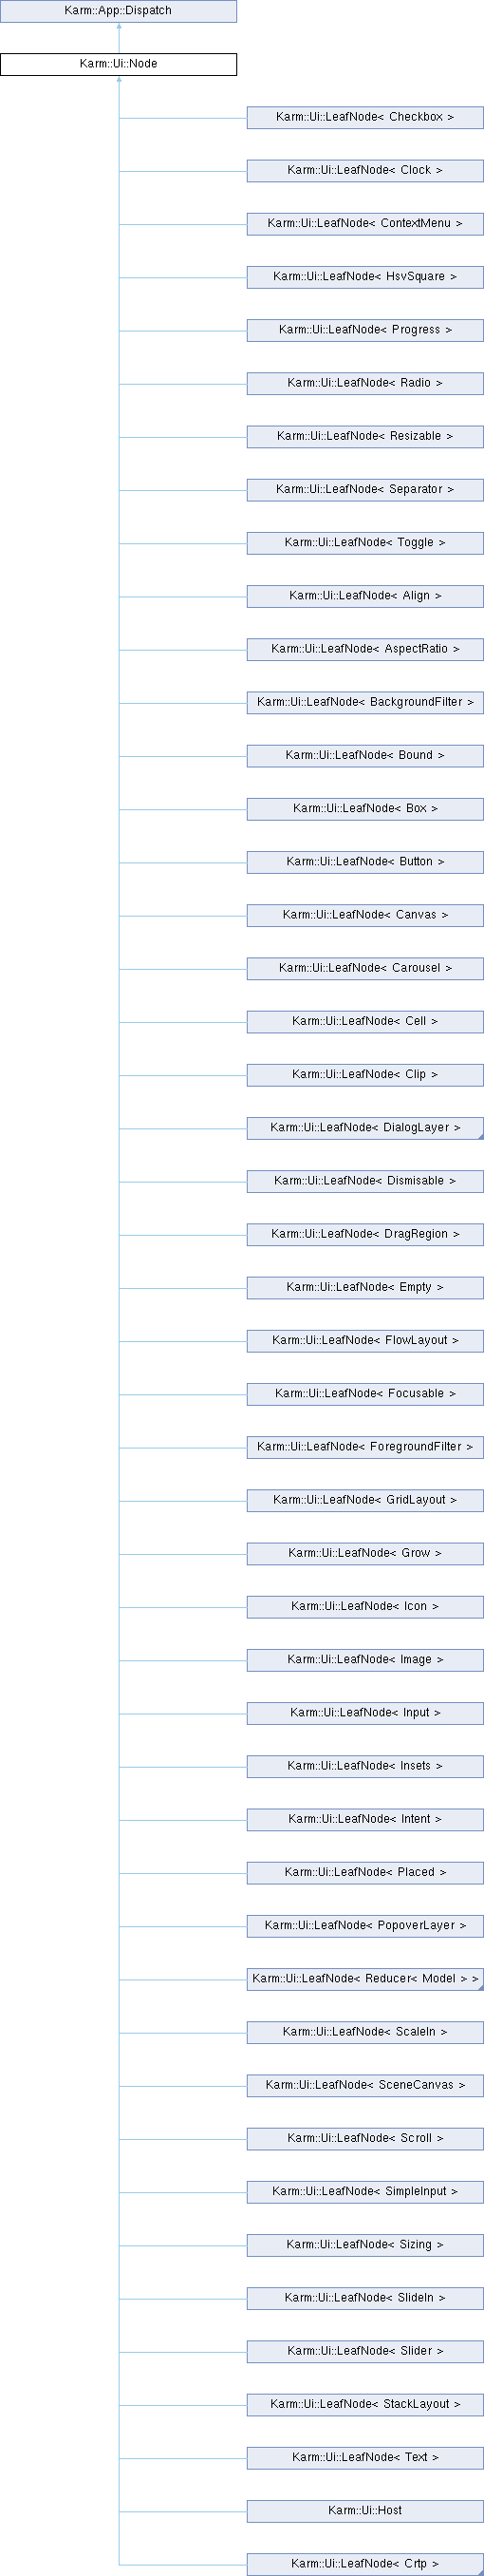 Karm::App::Dispatch
Karm::Ui::Node
Karm::Ui::LeafNode< Checkbox >
Karm::Ui::LeafNode< Clock >
Karm::Ui::LeafNode< ContextMenu >
Karm::Ui::LeafNode< HsvSquare >
Karm::Ui::LeafNode< Progress >
Karm::Ui::LeafNode< Radio >
Karm::Ui::LeafNode< Resizable >
Karm::Ui::LeafNode< Separator >
Karm::Ui::LeafNode< Toggle >
Karm::Ui::LeafNode< Align >
Karm::Ui::LeafNode< AspectRatio >
Karm::Ui::LeafNode< BackgroundFilter >
Karm::Ui::LeafNode< Bound >
Karm::Ui::LeafNode< Box >
Karm::Ui::LeafNode< Button >
Karm::Ui::LeafNode< Canvas >
Karm::Ui::LeafNode< Carousel >
Karm::Ui::LeafNode< Cell >
Karm::Ui::LeafNode< Clip >
Karm::Ui::LeafNode< DialogLayer >
Karm::Ui::LeafNode< Dismisable >
Karm::Ui::LeafNode< DragRegion >
Karm::Ui::LeafNode< Empty >
Karm::Ui::LeafNode< FlowLayout >
Karm::Ui::LeafNode< Focusable >
Karm::Ui::LeafNode< ForegroundFilter >
Karm::Ui::LeafNode< GridLayout >
Karm::Ui::LeafNode< Grow >
Karm::Ui::LeafNode< Icon >
Karm::Ui::LeafNode< Image >
Karm::Ui::LeafNode< Input >
Karm::Ui::LeafNode< Insets >
Karm::Ui::LeafNode< Intent >
Karm::Ui::LeafNode< Placed >
Karm::Ui::LeafNode< PopoverLayer >
Karm::Ui::LeafNode< Reducer< Model > >
Karm::Ui::LeafNode< ScaleIn >
Karm::Ui::LeafNode< SceneCanvas >
Karm::Ui::LeafNode< Scroll >
Karm::Ui::LeafNode< SimpleInput >
Karm::Ui::LeafNode< Sizing >
Karm::Ui::LeafNode< SlideIn >
Karm::Ui::LeafNode< Slider >
Karm::Ui::LeafNode< StackLayout >
Karm::Ui::LeafNode< Text >
Karm::Ui::Host
Karm::Ui::LeafNode< Crtp >